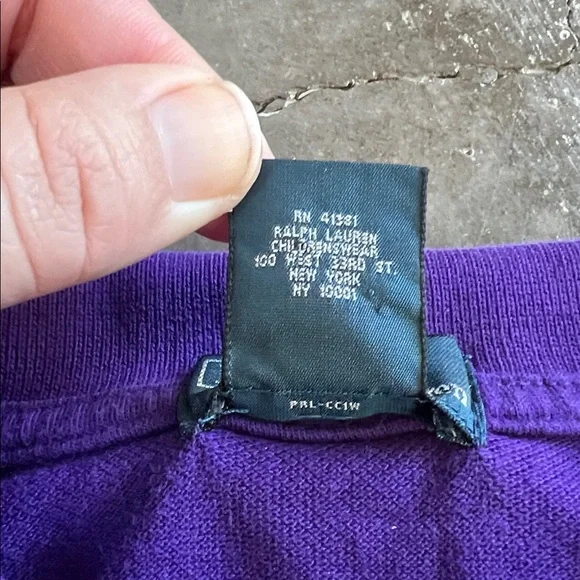 RN 41381
RALPH LAUREN
CHILDRENSWEAR
100 WEST 33RD ST.
NEW YORK
NY 10001
PRL-CC1W